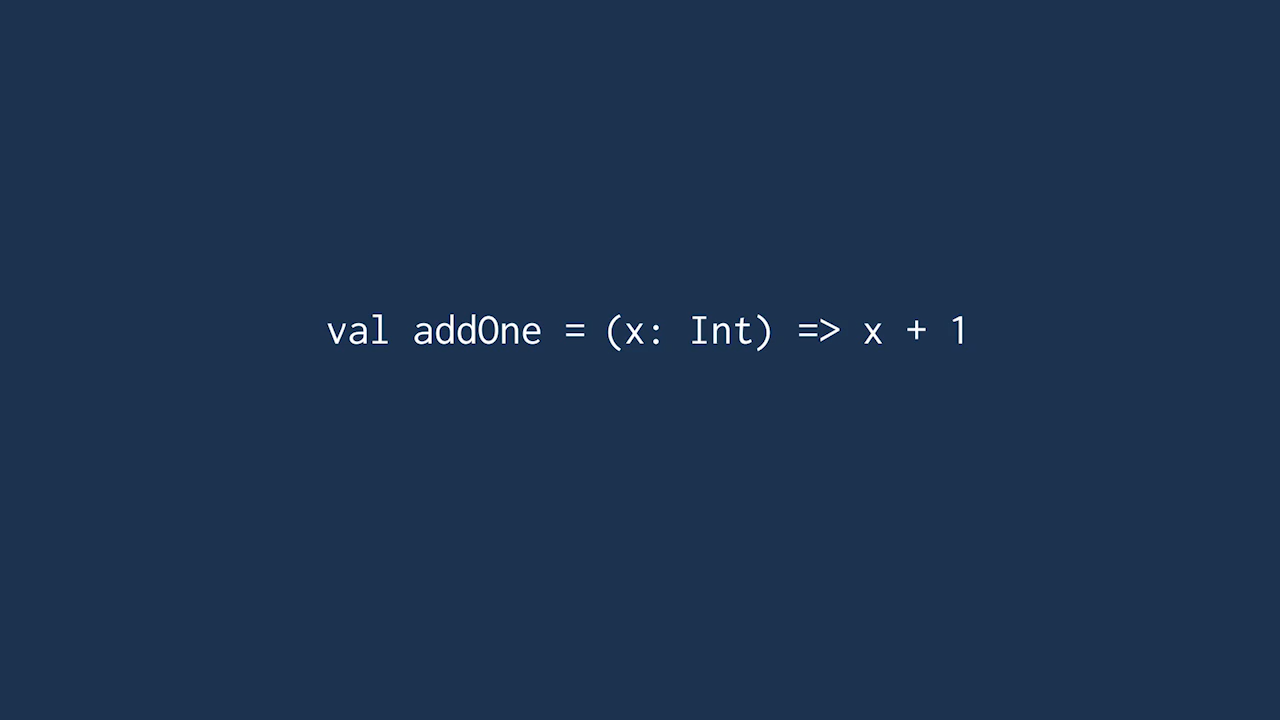 val addOne = (x: Int) => x + 1